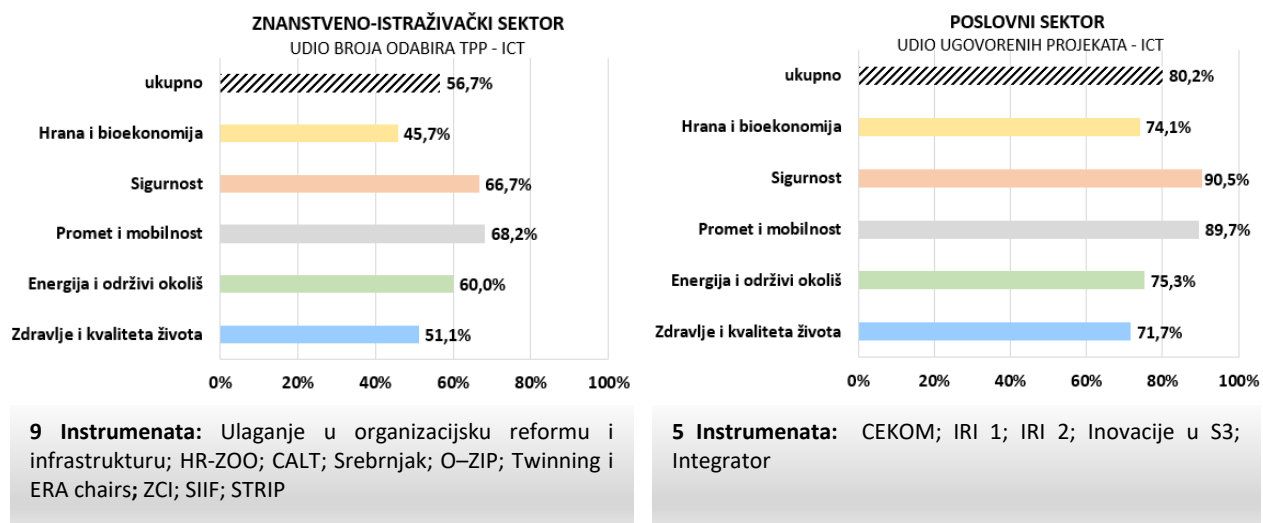 ZNANSTVENO-ISTRAŽIVAČKI SEKTOR
UDIO BROJA ODABIRA TPP - ICT
ukupno 56,7%
Hrana i bioekonomija 45,7%
Sigurnost 66,7%
Promet i mobilnost 68,2%
Energija i održivi okoliš 60,0%
Zdravlje i kvaliteta života 51,1%
0% 20% 40% 60% 80% 100%
9 Instrumenata: Ulaganje u organizacijsku reformu i
infrastrukturu; HR-ZOO; CALT; Srebrnjak; O–ZIP; Twinning i
ERA chairs; ZCI; SIIF; STRIP
POSLOVNI SEKTOR
UDIO UGOVORENIH PROJEKATA - ICT
ukupno 80,2%
Hrana i bioekonomija 74,1%
Sigurnost 90,5%
Promet i mobilnost 89,7%
Energija i održivi okoliš 75,3%
Zdravlje i kvaliteta života 71,7%
0% 20% 40% 60% 80% 100%
5 Instrumenata: CEKOM; IRI 1; IRI 2; Inovacije u S3;
Integrator